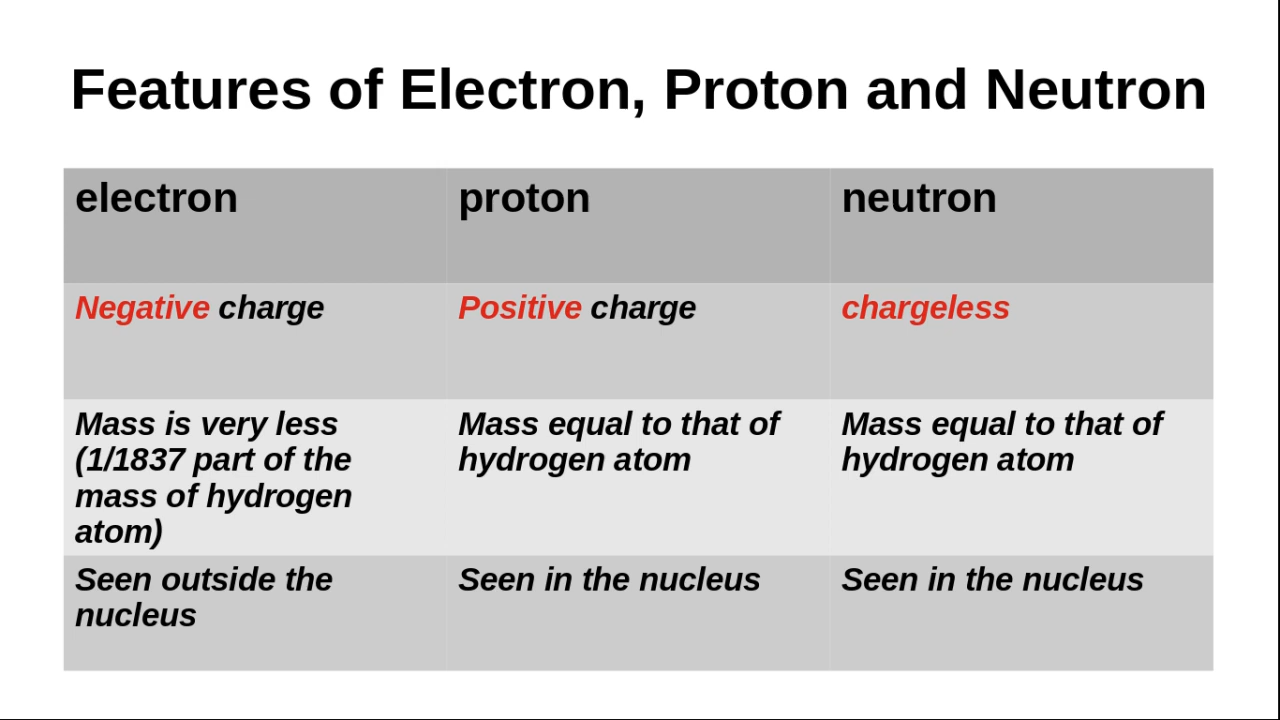 Features of Electron, Proton and Neutron
electron
proton
neutron
Negative charge
Positive charge
chargeless
Mass is very less
(1/1837 part of the
mass of hydrogen
atom)
Mass equal to that of
hydrogen atom
Mass equal to that of
hydrogen atom
Seen outside the
nucleus
Seen in the nucleus
Seen in the nucleus